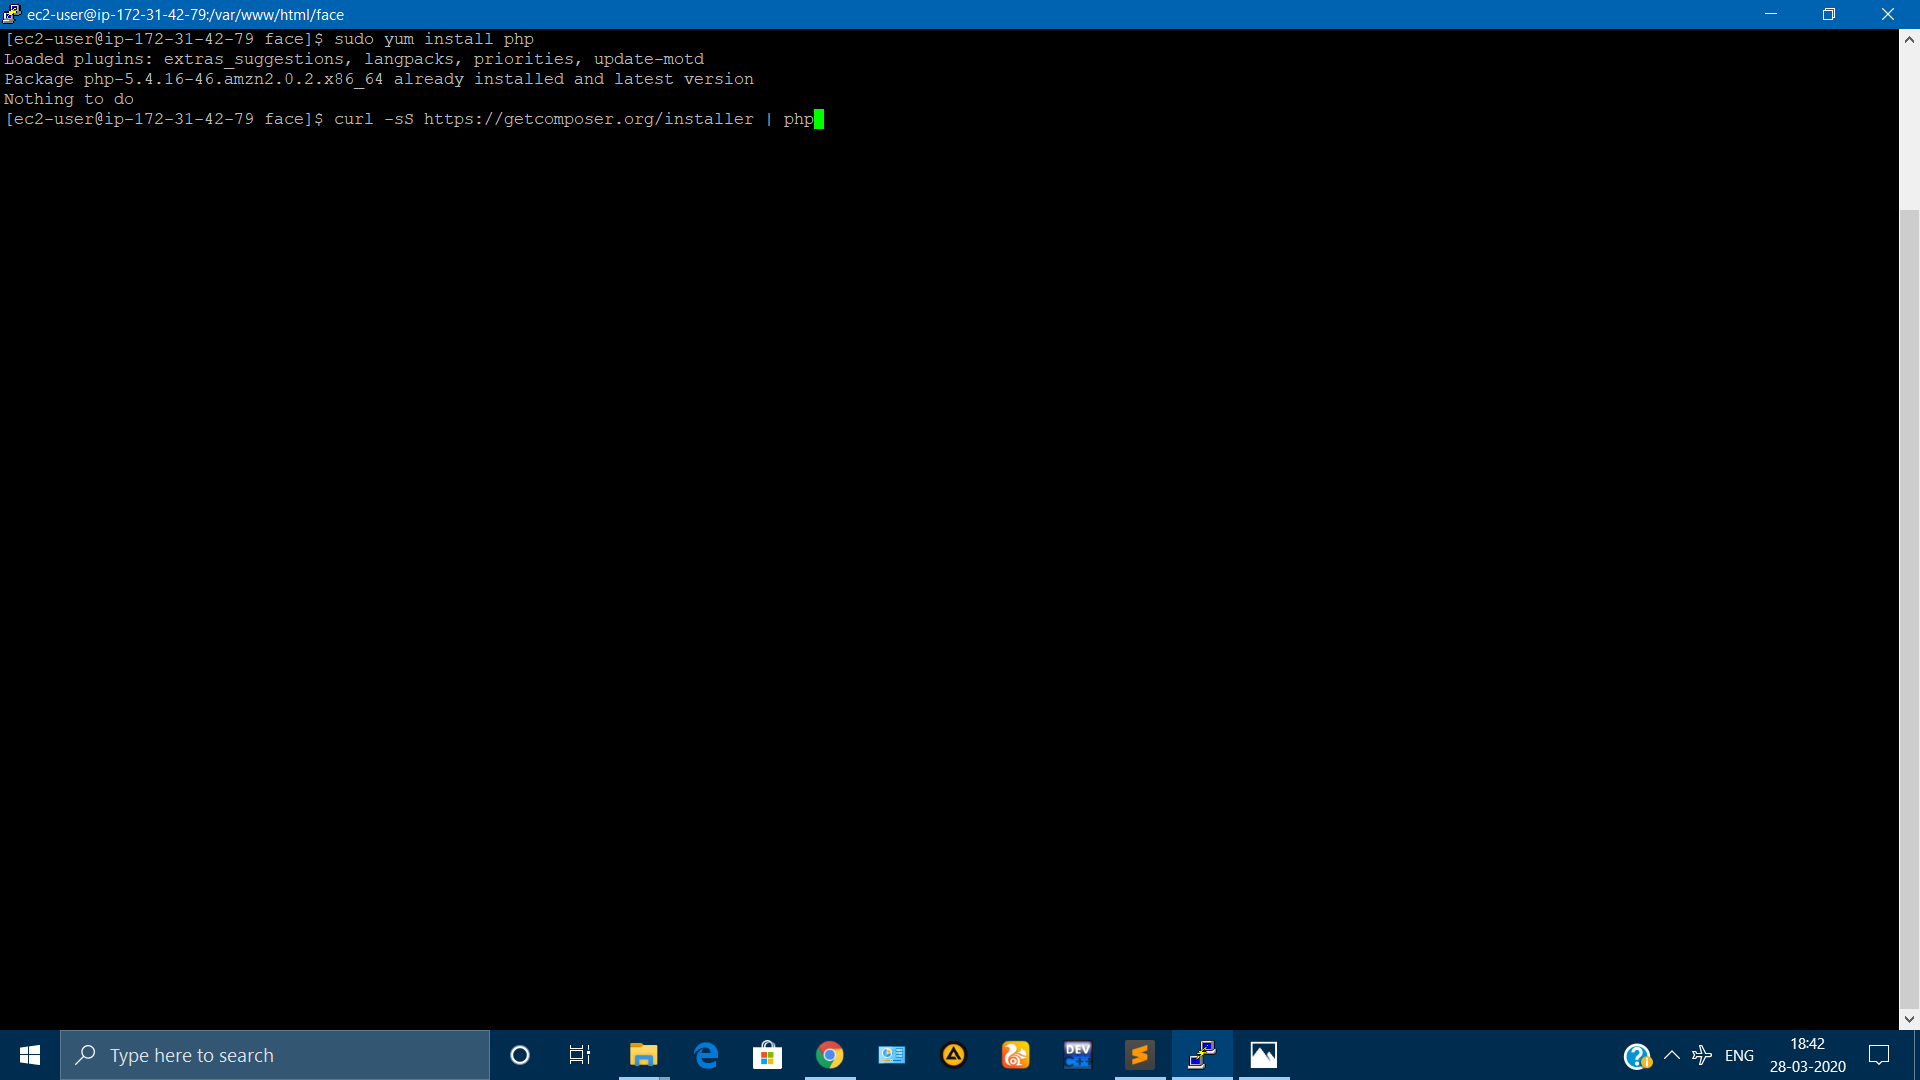 ec2-user@ip-172-31-42-79:/var/www/html/face
[ec2-user@ip-172-31-42-79 face]$ sudo yum install php
Loaded plugins: extras_suggestions, langpacks, priorities, update-motd
Package php-5.4.16-46.amzn2.0.2.x86_64 already installed and latest version
Nothing to do
[ec2-user@ip-172-31-42-79 face]$ curl -sS https://getcomposer.org/installer | php
Type here to search
DEV
C++
ENG
18:42
28-03-2020